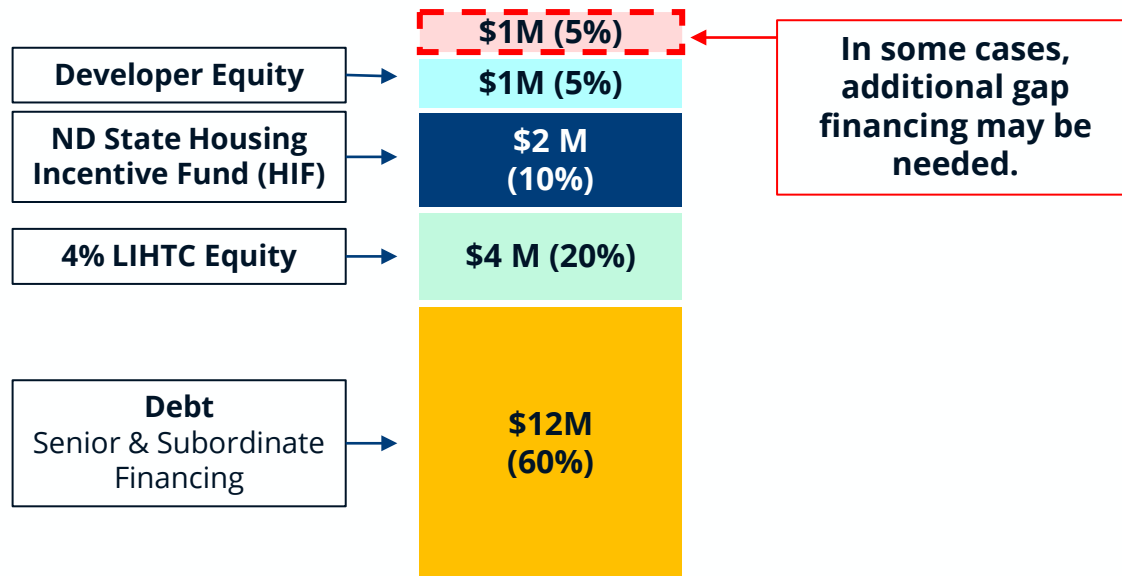 $1M (5%)
In some cases,
additional gap
financing may be
needed.
Developer Equity
$1M (5%)
ND State Housing
Incentive Fund (HIF)
$2 M
(10%)
4% LIHTC Equity
$4 M (20%)
Debt
Senior & Subordinate
Financing
$12M
(60%)